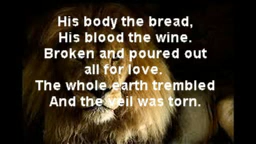 His body the bread,
His blood the wine.
Broken and poured out
all for love.
The whole earth trembled
And the veil was torn.